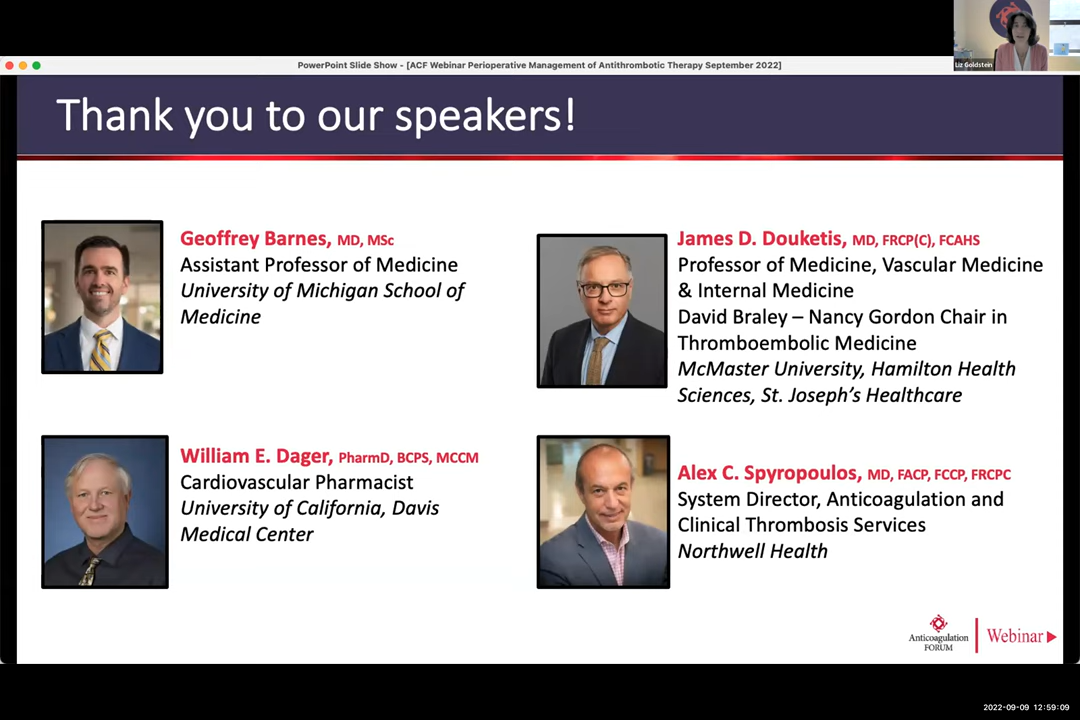 Liz Goldstein
PowerPoint Slide Show - [ACF Webinar Perioperative Management of Antithrombotic Therapy September 2022]
Thank you to our speakers!
Geoffrey Barnes, MD, MSc
Assistant Professor of Medicine
University of Michigan School of
Medicine
James D. Douketis, MD, FRCP(C), FCAHS
Professor of Medicine, Vascular Medicine
& Internal Medicine
David Braley – Nancy Gordon Chair in
Thromboembolic Medicine
McMaster University, Hamilton Health
Sciences, St. Joseph’s Healthcare
William E. Dager, PharmD, BCPS, MCCM
Cardiovascular Pharmacist
University of California, Davis
Medical Center
Alex C. Spyropoulos, MD, FACP, FCCP, FRCPC
System Director, Anticoagulation and
Clinical Thrombosis Services
Northwell Health
Anticoagulation
FORUM
Webinar
2022-09-09 12:59:09